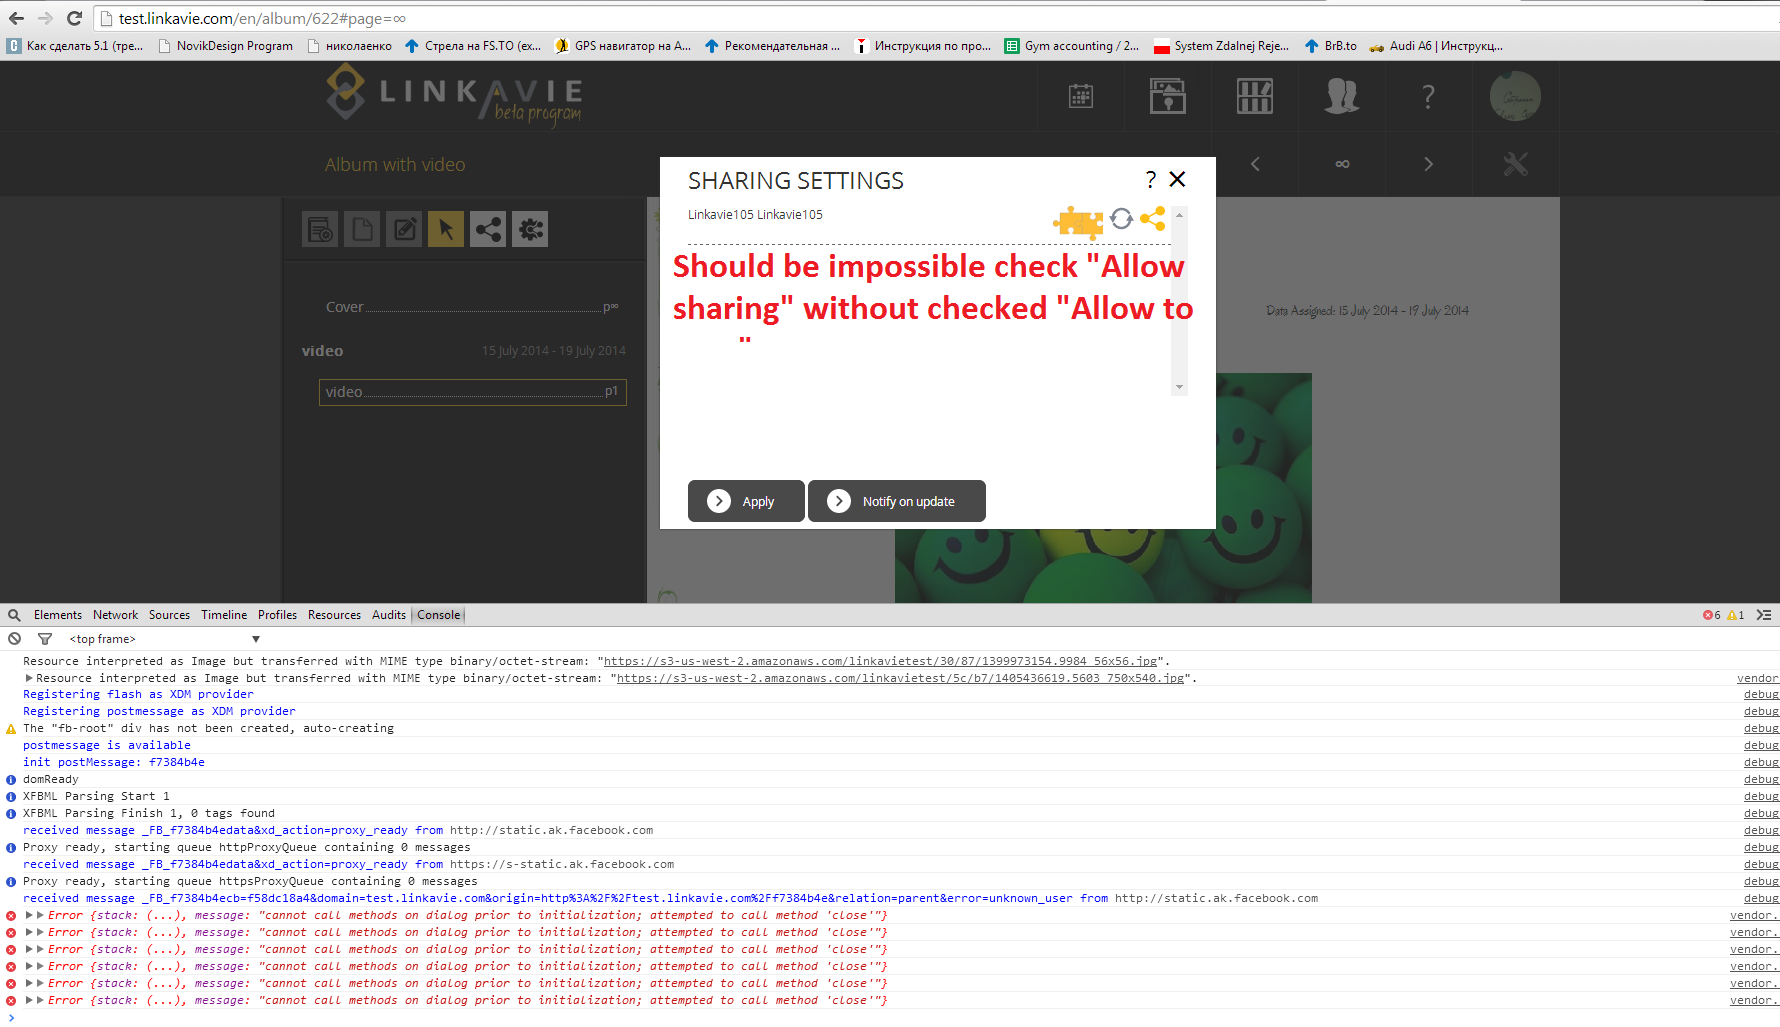 test.linkavie.com/en/album/622#page=∞
Как сделать 5.1 (тре... NovikDesign Program николаенко Стрела на FS.TO (ex... GPS навигатор на A... Рекомендательная ... Инструкция по про... Gym accounting / 2... System Zdalnej Reje... BrB.to Audi A6 | Инструкц...
LINKAVIE
beta program
?
Album with video
∞
SHARING SETTINGS
?
Linkavie105 Linkavie105
Should be impossible check "Allow
sharing" without checked "Allow to
"
Cover p∞
video 15 July 2014 - 19 July 2014
video p1
Data Assigned: 15 July 2014 - 19 July 2014
Apply
Notify on update
Elements Network Sources Timeline Profiles Resources Audits Console 6 1
<top frame>
Resource interpreted as Image but transferred with MIME type binary/octet-stream: "https://s3-us-west-2.amazonaws.com/linkavietest/30/87/1399973154.9984_56x56.jpg".
Resource interpreted as Image but transferred with MIME type binary/octet-stream: "https://s3-us-west-2.amazonaws.com/linkavietest/5c/b7/1405436619.5603_750x540.jpg". vendor
Registering flash as XDM provider debug
Registering postmessage as XDM provider debug
The "fb-root" div has not been created, auto-creating debug
postmessage is available debug
init postMessage: f7384b4e debug
domReady debug
XFBML Parsing Start 1 debug
XFBML Parsing Finish 1, 0 tags found debug
received message _FB_f7384b4edata&xd_action=proxy_ready from http://static.ak.facebook.com debug
Proxy ready, starting queue httpProxyQueue containing 0 messages debug
received message _FB_f7384b4edata&xd_action=proxy_ready from https://s-static.ak.facebook.com debug
Proxy ready, starting queue httpsProxyQueue containing 0 messages debug
received message _FB_f7384b4ecb=f58dc18a4&domain=test.linkavie.com&origin=http%3A%2F%2Ftest.linkavie.com%2Ff7384b4e&relation=parent&error=unknown_user from http://static.ak.facebook.com debug
Error {stack: (...), message: "cannot call methods on dialog prior to initialization; attempted to call method 'close'"} vendor.
Error {stack: (...), message: "cannot call methods on dialog prior to initialization; attempted to call method 'close'"} vendor.
Error {stack: (...), message: "cannot call methods on dialog prior to initialization; attempted to call method 'close'"} vendor.
Error {stack: (...), message: "cannot call methods on dialog prior to initialization; attempted to call method 'close'"} vendor.
Error {stack: (...), message: "cannot call methods on dialog prior to initialization; attempted to call method 'close'"} vendor.
Error {stack: (...), message: "cannot call methods on dialog prior to initialization; attempted to call method 'close'"} vendor.